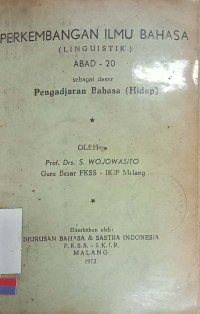 PERKEMBANGAN ILMU BAHASA
( LINGUISTIK )
ABAD - 20
sebagai dasar
Pengadjaran Bahasa (Hidup)
OLEH :
Prof. Drs. S. WOJOWASITO
Guru Besar FKSS - IKIP Malang
Diterbitkan oleh :
DJURUSAN BAHASA & SASTRA INDONESIA
F.K.S.S. - I.K.I.P.
MALANG
1972